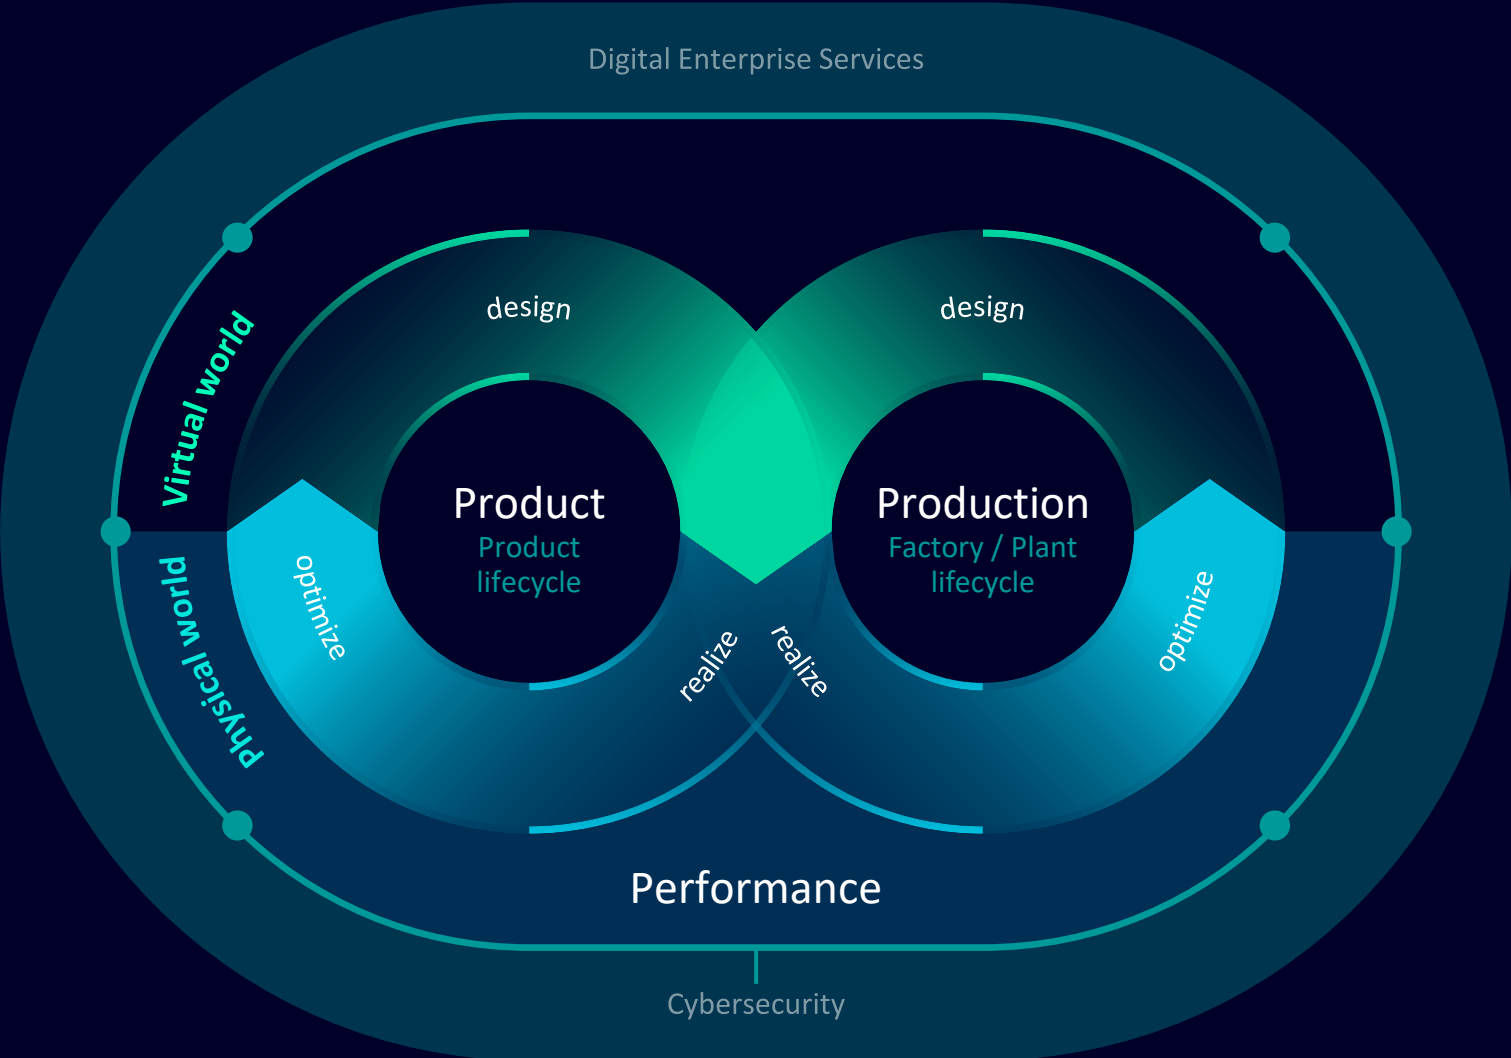 Digital Enterprise Services
design
design
Virtual world
Product
Product
lifecycle
Production
Factory / Plant
lifecycle
Physical world
optimize
realize
realize
optimize
Performance
Cybersecurity